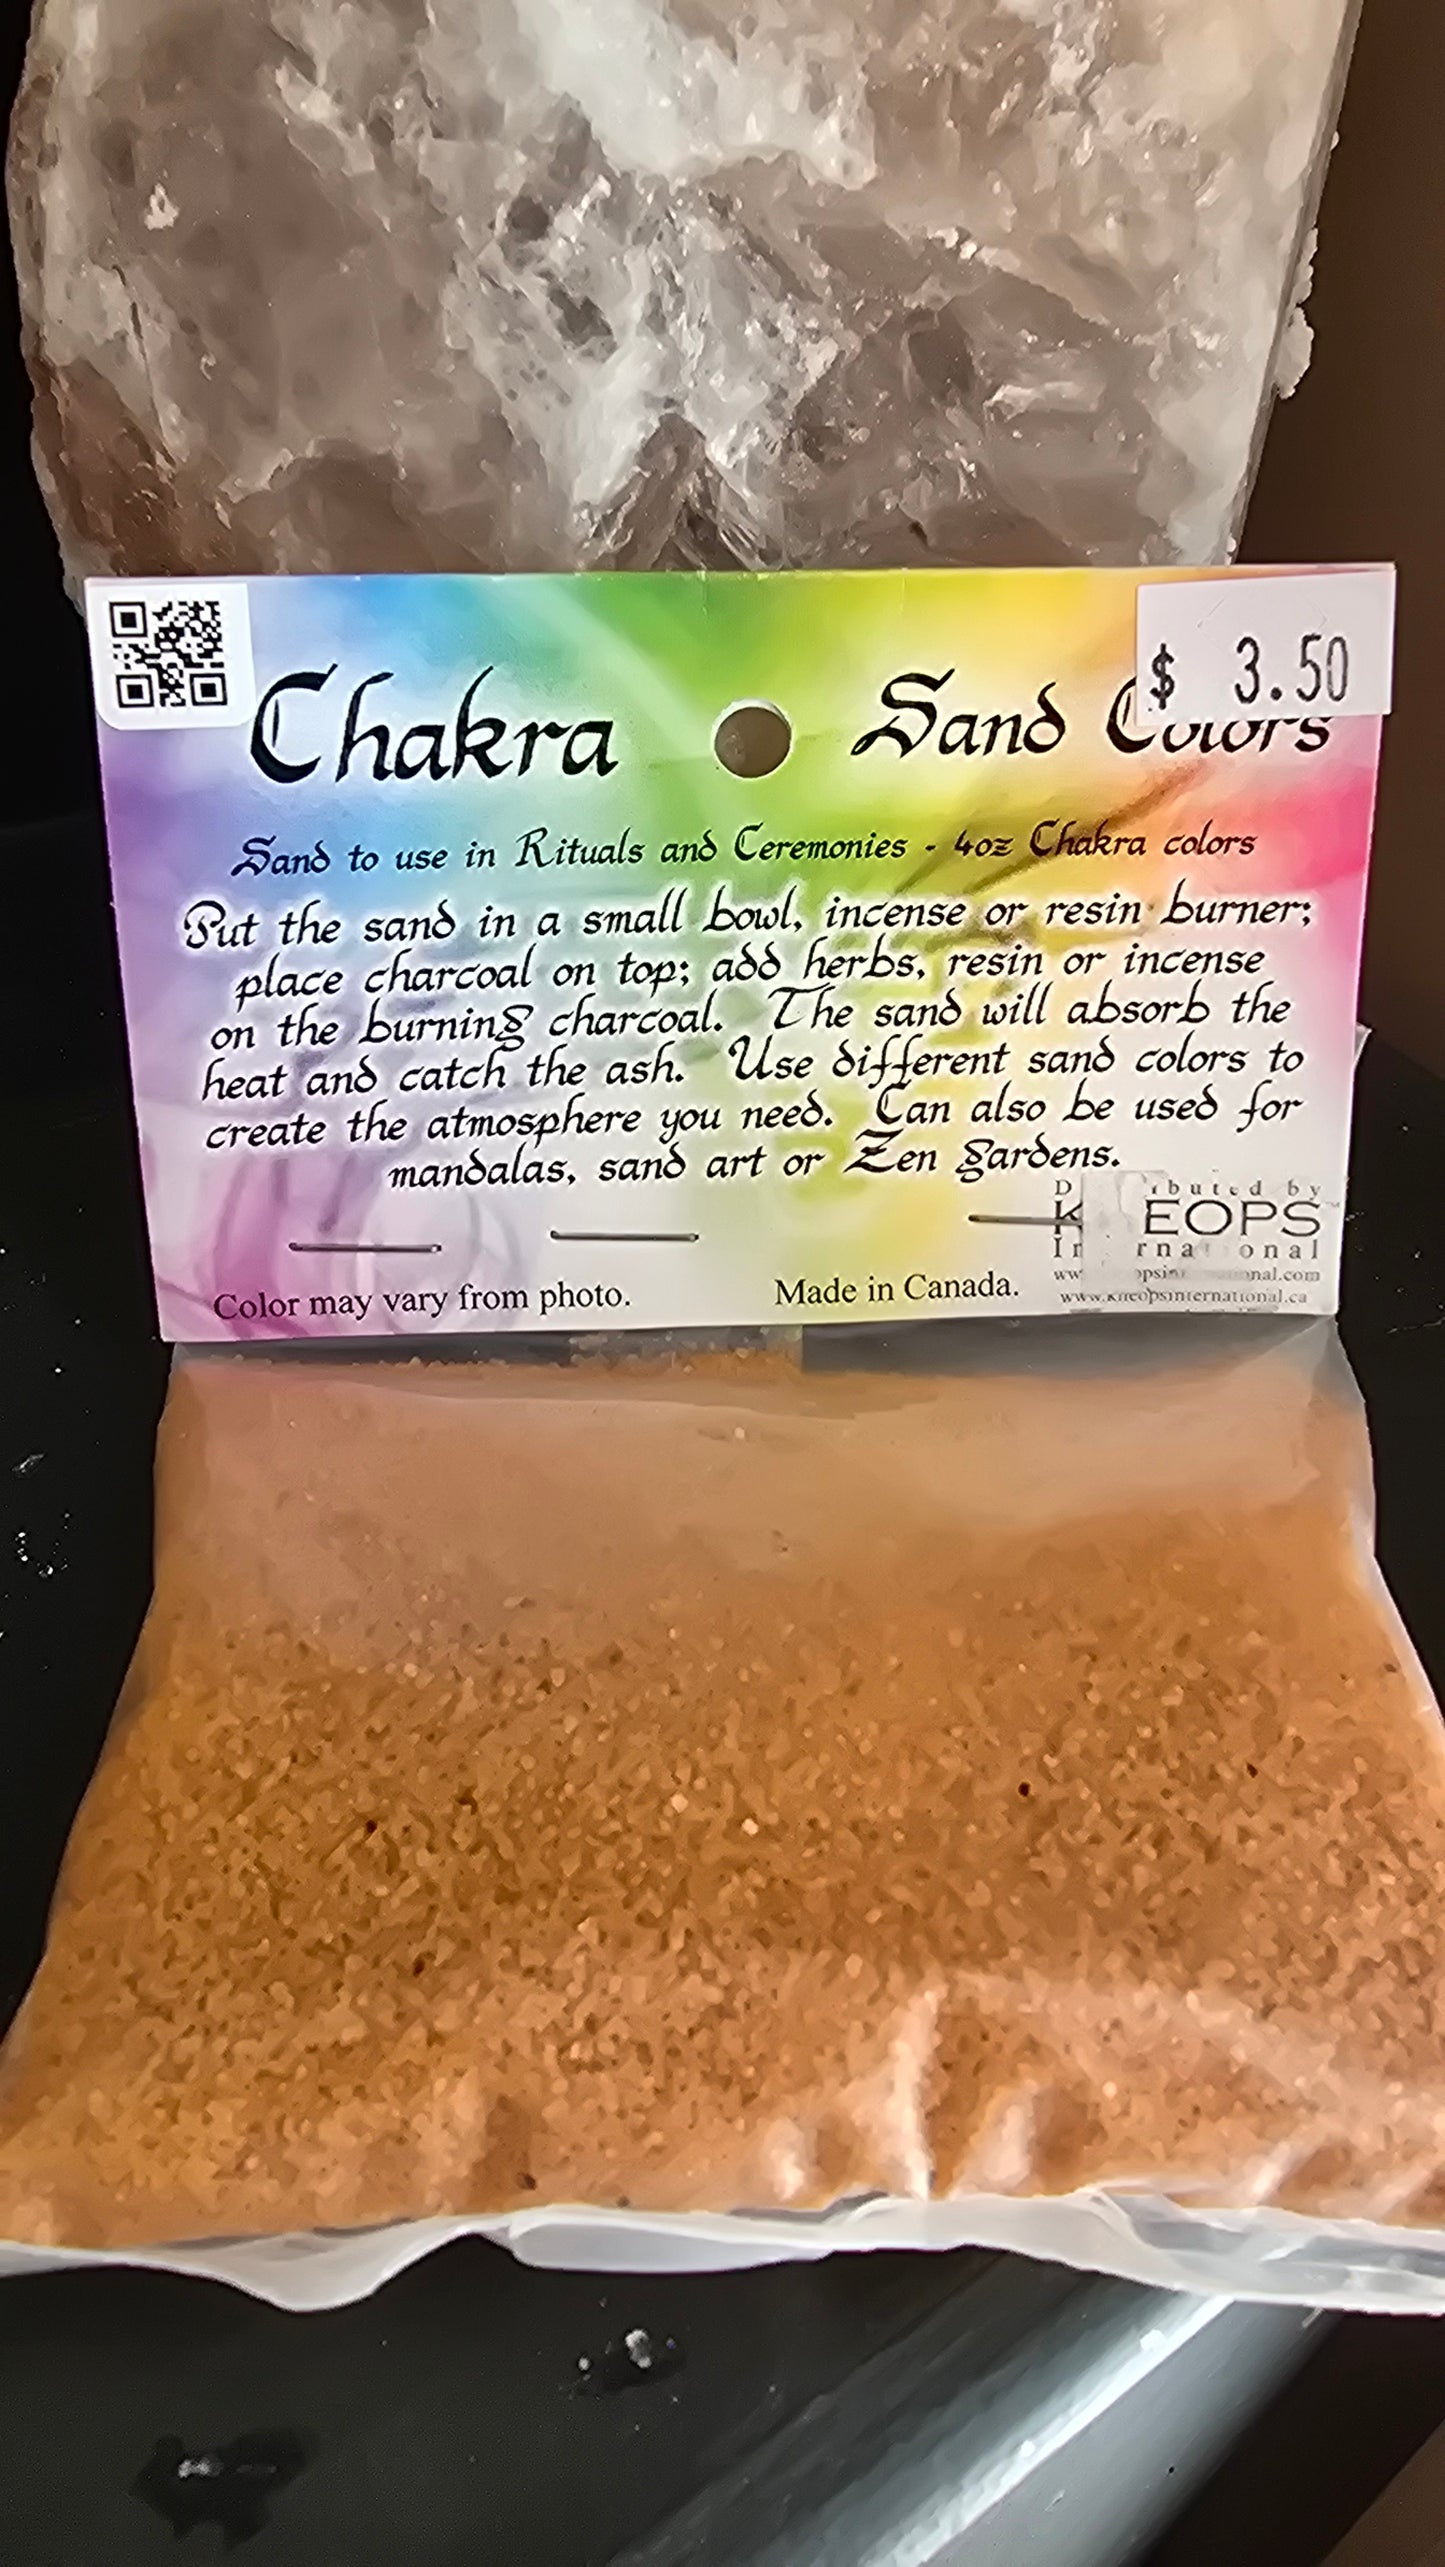 $ 3.50
Chakra Sand Colors
Sand to use in Rituals and Ceremonies - 4oz Chakra colors
Put the sand in a small bowl, incense or resin burner;
place charcoal on top; add herbs, resin or incense
on the burning charcoal. The sand will absorb the
heat and catch the ash. Use different sand colors to
create the atmosphere you need. Can also be used for
mandalas, sand art or Zen gardens.
by
Color may vary from photo.
Made in Canada.
www.kheopsinternational.ca